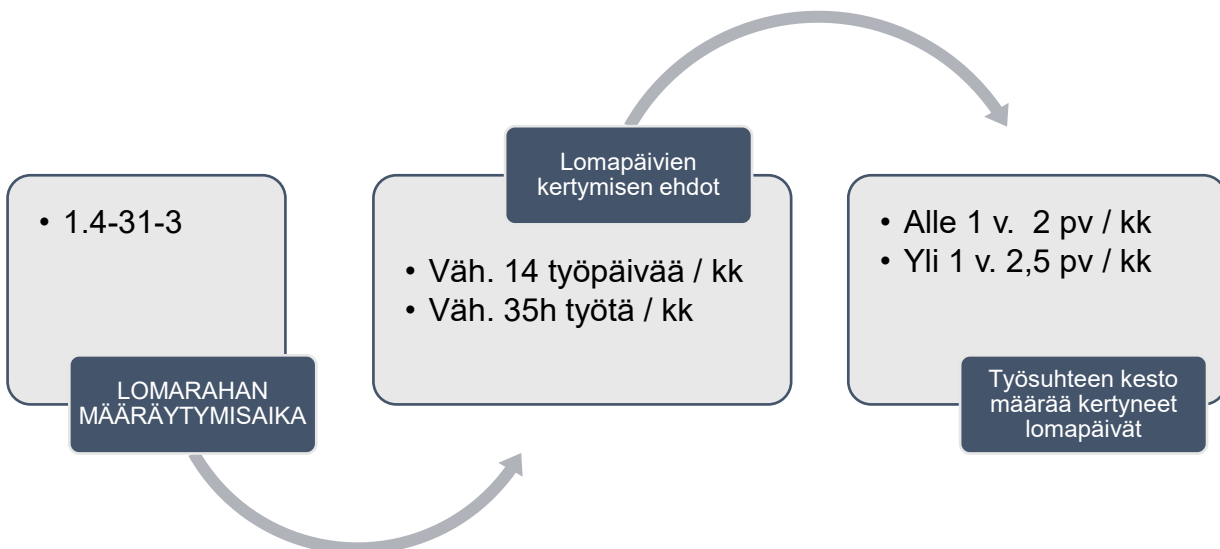 • 1.4-31-3
LOMARAHAN
MÄÄRÄYTYMISAIKA
Lomapäivien
kertymisen ehdot
• Väh. 14 työpäivää / kk
• Väh. 35h työtä / kk
• Alle 1 v. 2 pv / kk
• Yli 1 v. 2,5 pv / kk
Työsuhteen kesto
määrää kertyneet
lomapäivät